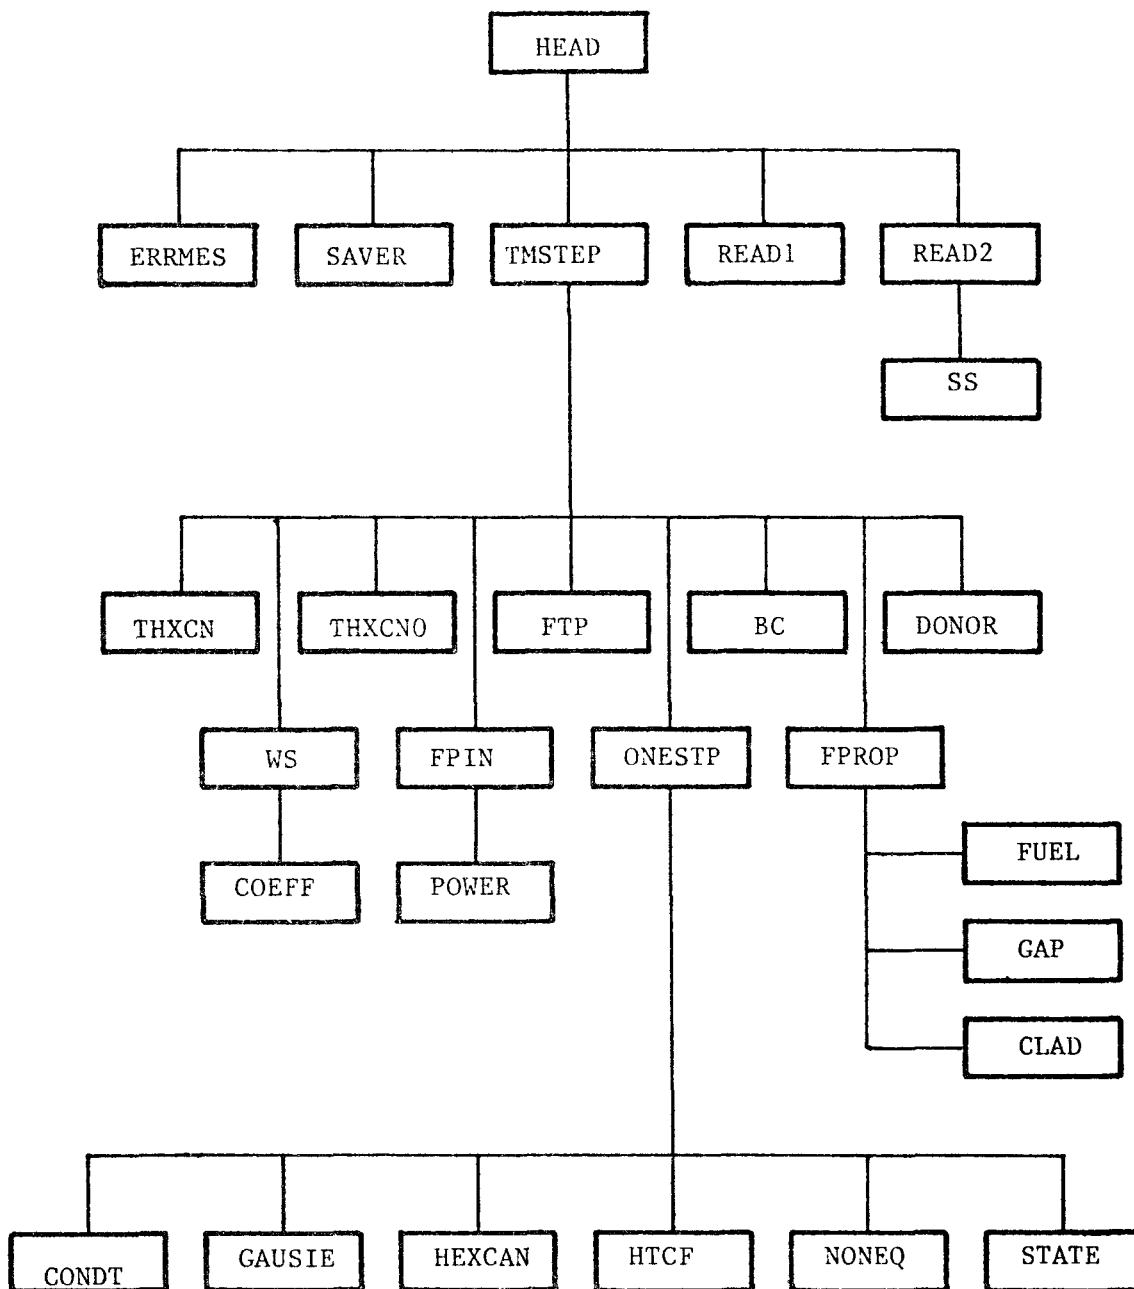 HEAD
ERRMES
SAVER
TMSTEP
READ1
READ2
SS
THXCN
THXCNO
FTP
BC
DONOR
WS
FPIN
ONESTP
FPROP
COEFF
POWER
FUEL
GAP
CLAD
CONDT
GAUSIE
HEXCAN
HTCF
NONEQ
STATE